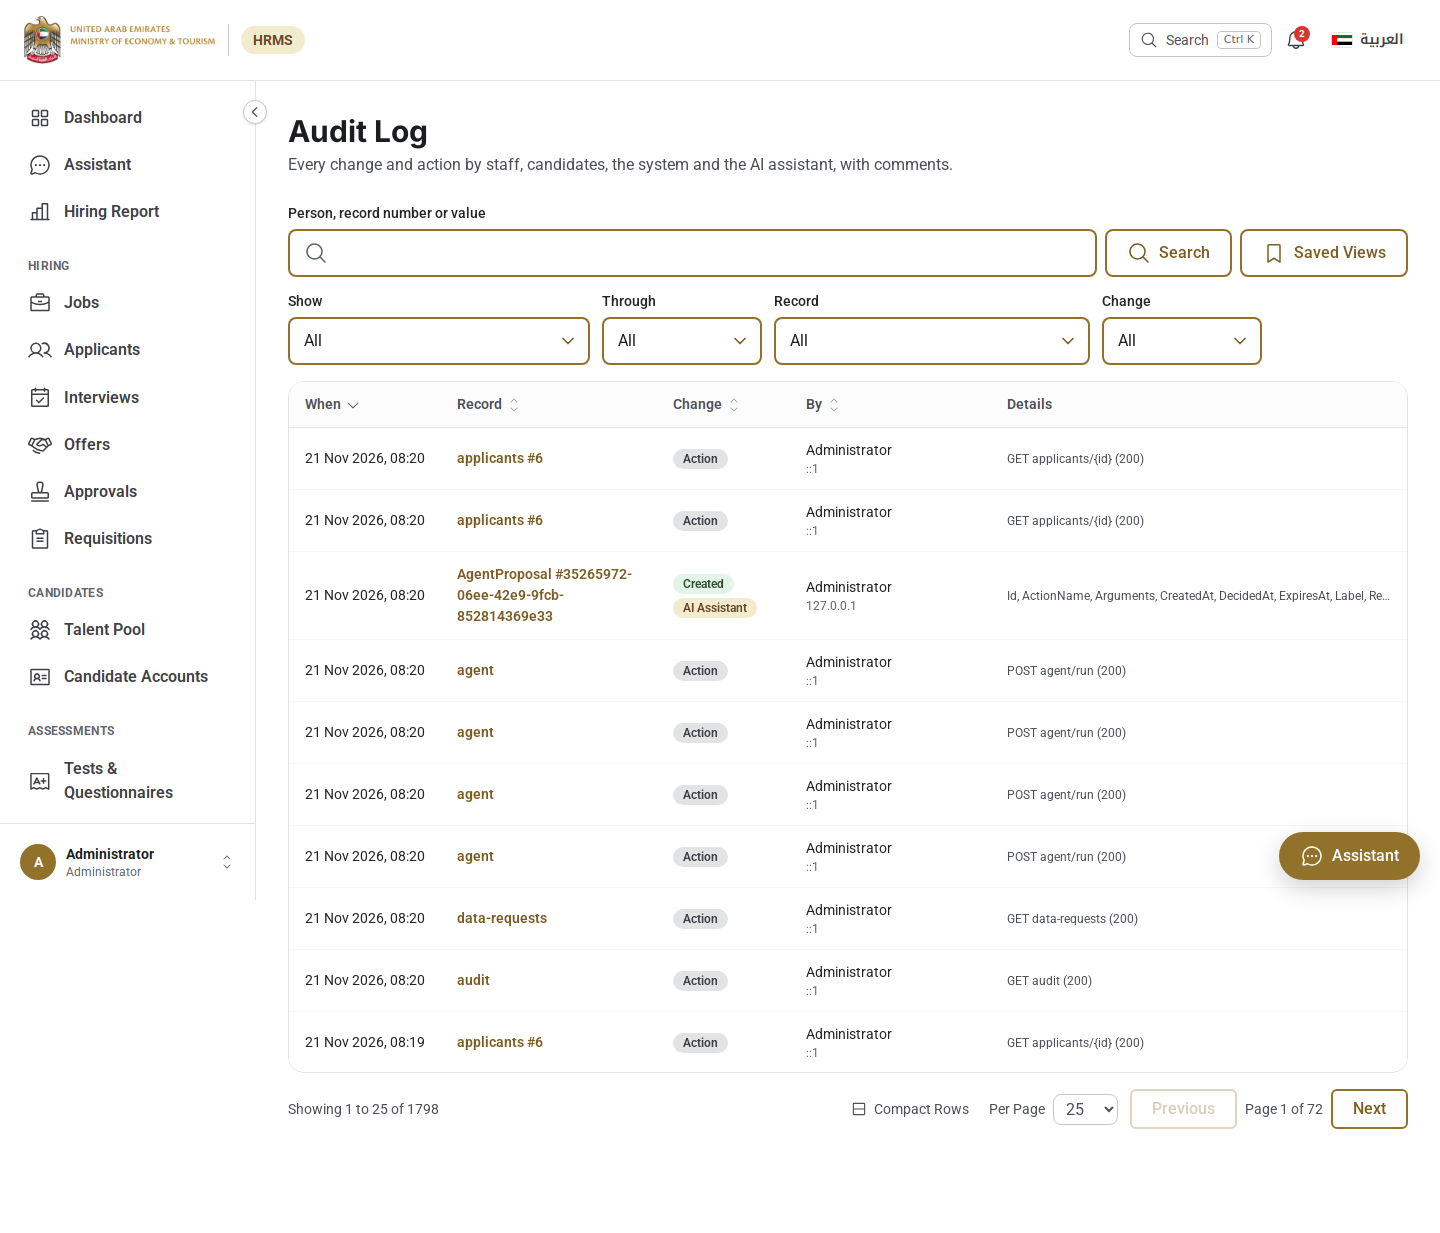 UNITED ARAB EMIRATES
MINISTRY OF ECONOMY & TOURISM
HRMS
Search Ctrl K
2
العربية
Dashboard
Assistant
Hiring Report
HIRING
Jobs
Applicants
Interviews
Offers
Approvals
Requisitions
CANDIDATES
Talent Pool
Candidate Accounts
ASSESSMENTS
Tests &
Questionnaires
A
Administrator
Administrator
Audit Log
Every change and action by staff, candidates, the system and the AI assistant, with comments.
Person, record number or value
Search
Saved Views
Show Through Record Change
All All All All
When Record Change By Details
21 Nov 2026, 08:20 applicants #6 Action Administrator GET applicants/{id} (200)
::1
21 Nov 2026, 08:20 applicants #6 Action Administrator GET applicants/{id} (200)
::1
21 Nov 2026, 08:20 AgentProposal #35265972-
06ee-42e9-9fcb-
852814369e33
Created
AI Assistant
Administrator
127.0.0.1
Id, ActionName, Arguments, CreatedAt, DecidedAt, ExpiresAt, Label, Re...
21 Nov 2026, 08:20 agent Action Administrator POST agent/run (200)
::1
21 Nov 2026, 08:20 agent Action Administrator POST agent/run (200)
::1
21 Nov 2026, 08:20 agent Action Administrator POST agent/run (200)
::1
21 Nov 2026, 08:20 agent Action Administrator POST agent/run (200)
::1
Assistant
21 Nov 2026, 08:20 data-requests Action Administrator GET data-requests (200)
::1
21 Nov 2026, 08:20 audit Action Administrator GET audit (200)
::1
21 Nov 2026, 08:19 applicants #6 Action Administrator GET applicants/{id} (200)
::1
Showing 1 to 25 of 1798
Compact Rows Per Page 25 Previous Page 1 of 72 Next